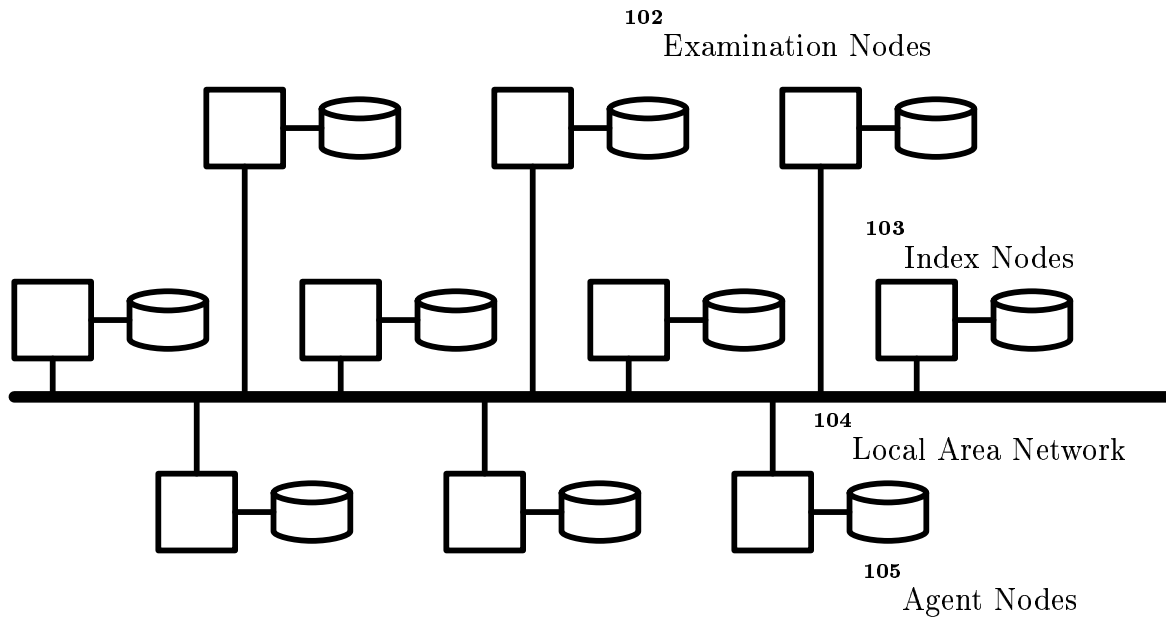 102
Examination Nodes
103
Index Nodes
104
Local Area Network
105
Agent Nodes